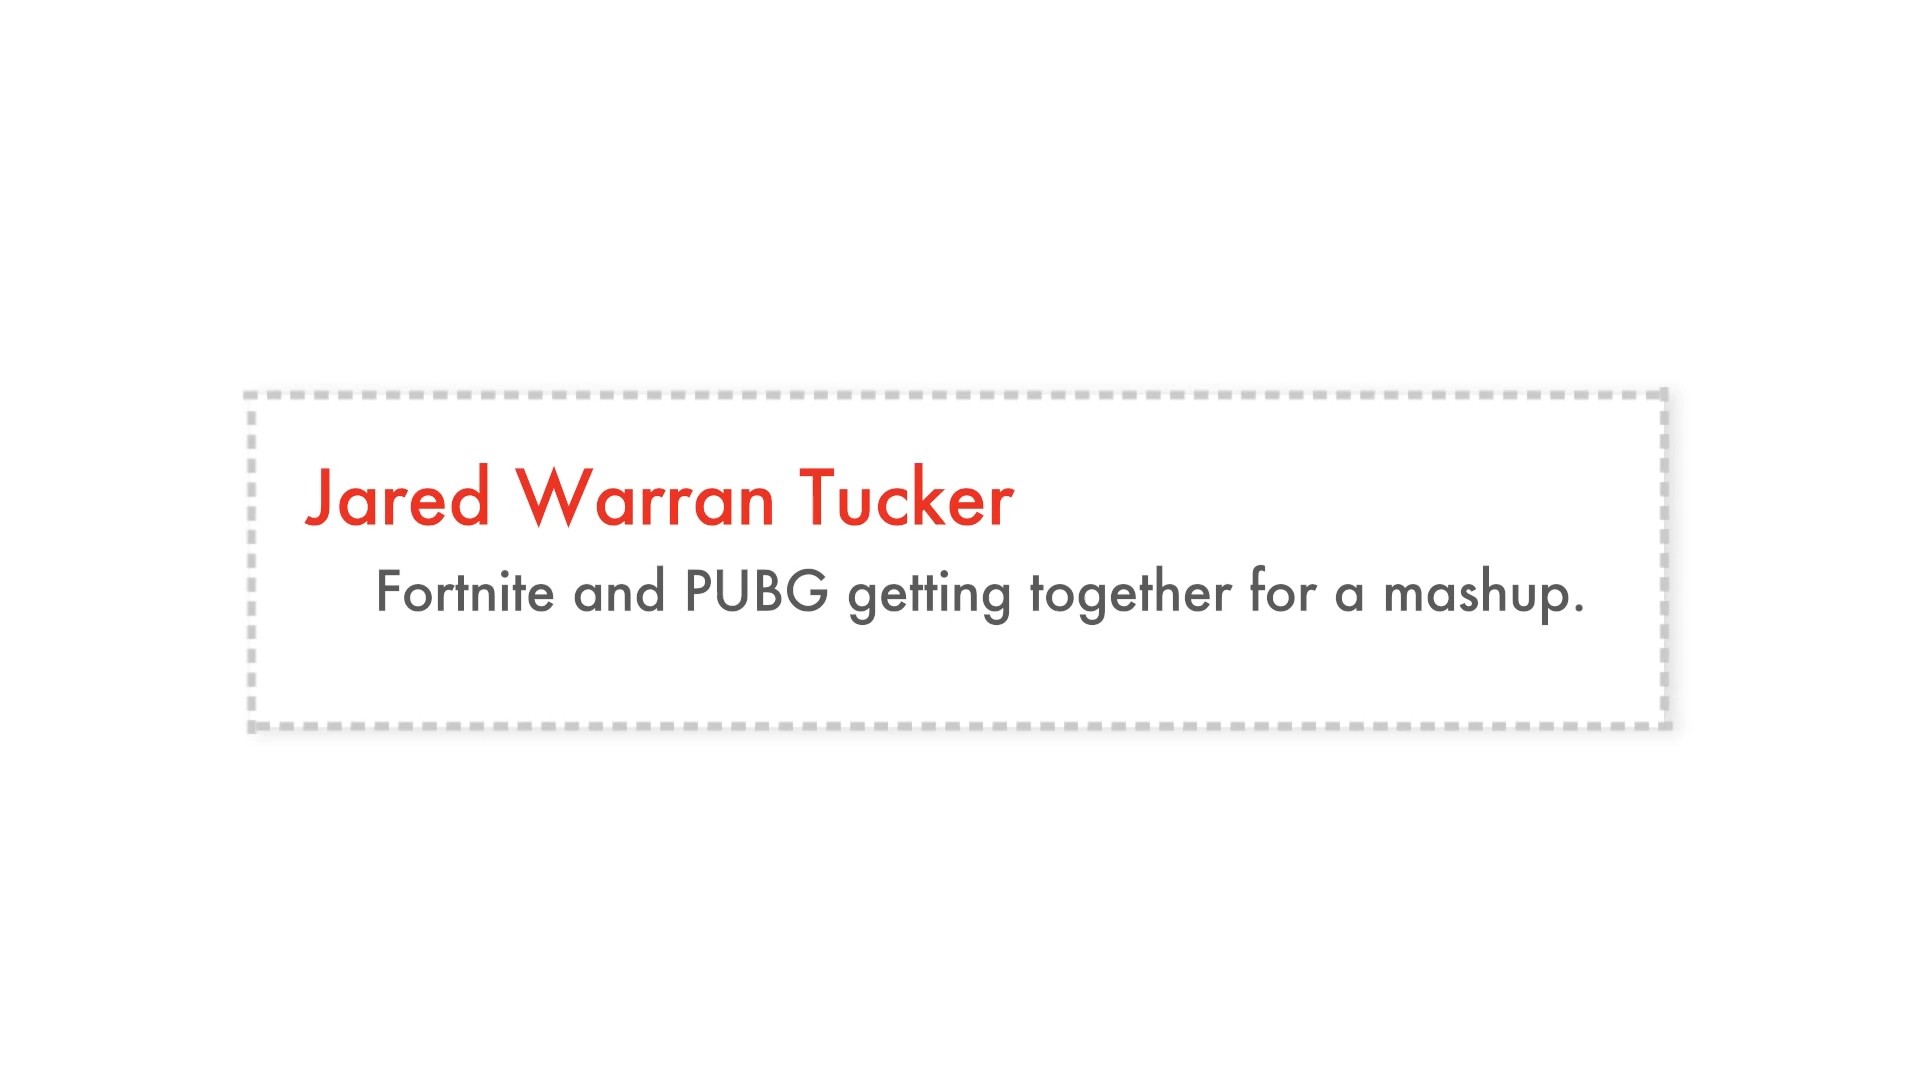 Jared Warran Tucker
Fortnite and PUBG getting together for a mashup.